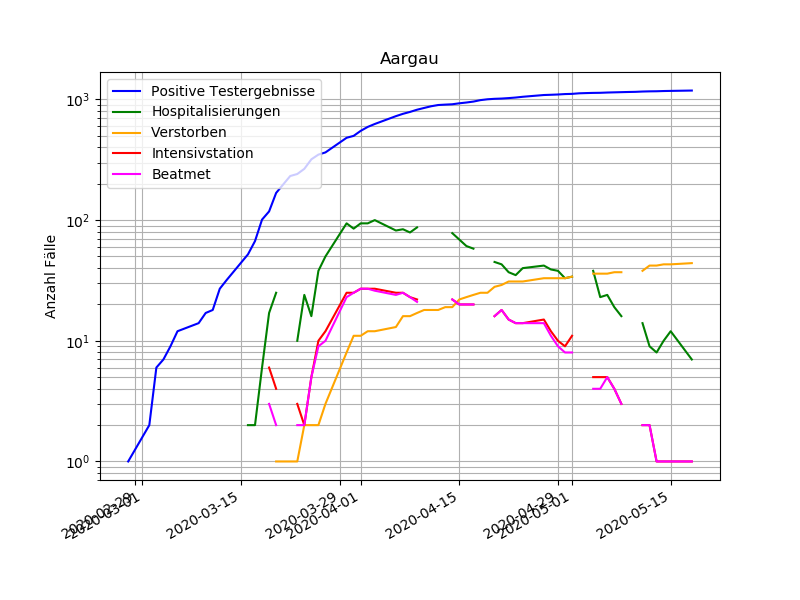 Aargau
Positive Testergebnisse
Hospitalisierungen
Verstorben
Intensivstation
Beatmet
Anzahl Fälle
10³
10²
10¹
10⁰
2020-03-01
2020-03-15
2020-03-29
2020-04-01
2020-04-15
2020-04-29
2020-05-01
2020-05-15